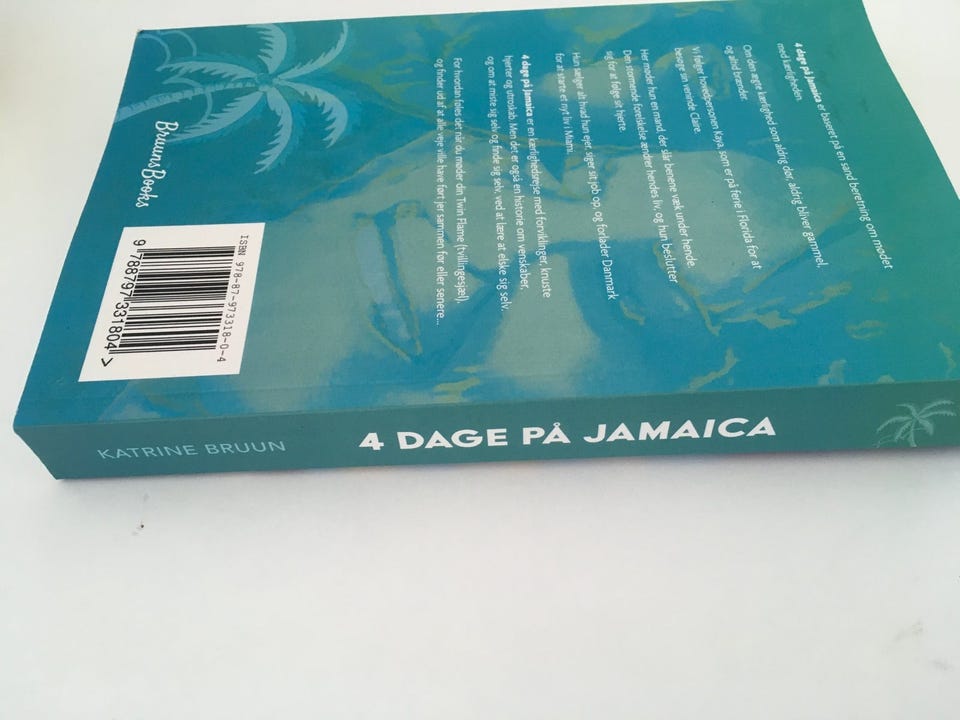 4 dage på Jamaica er baseret på en sand beretning om mødet
med kærligheden.
Om den ægte kærlighed som aldrig dør, aldrig bliver gammel,
og altid brænder.
Vi følger hovedpersonen Kaya, som er på ferie i Florida for at
besøge sin veninde Claire.
Her møder hun en mand, der slår benene væk under hende.
Den stormende forelskelse ændrer hendes liv, og hun beslutter
sig for at følge sit hjerte.
Hun sælger alt, hvad hun ejer, siger sit job op, og forlader Danmark
for at starte et nyt liv i Miami.
4 dage på Jamaica er en kærlighedsrejse med forviklinger, knuste
hjerter og utroskab. Men det er også en historie om venskaber,
og om at miste sig selv og finde sig selv, ved at lære at elske sig selv.
For hvordan føles det når du møder din Twin Flame (tvillingesjæl),
og finder ud af at alle veje ville have ført jer sammen før eller senere...
BruunsBooks
ISBN 978-87-973318-0-4
9 788797 331804 >
KATRINE BRUUN
4 DAGE PÅ JAMAICA